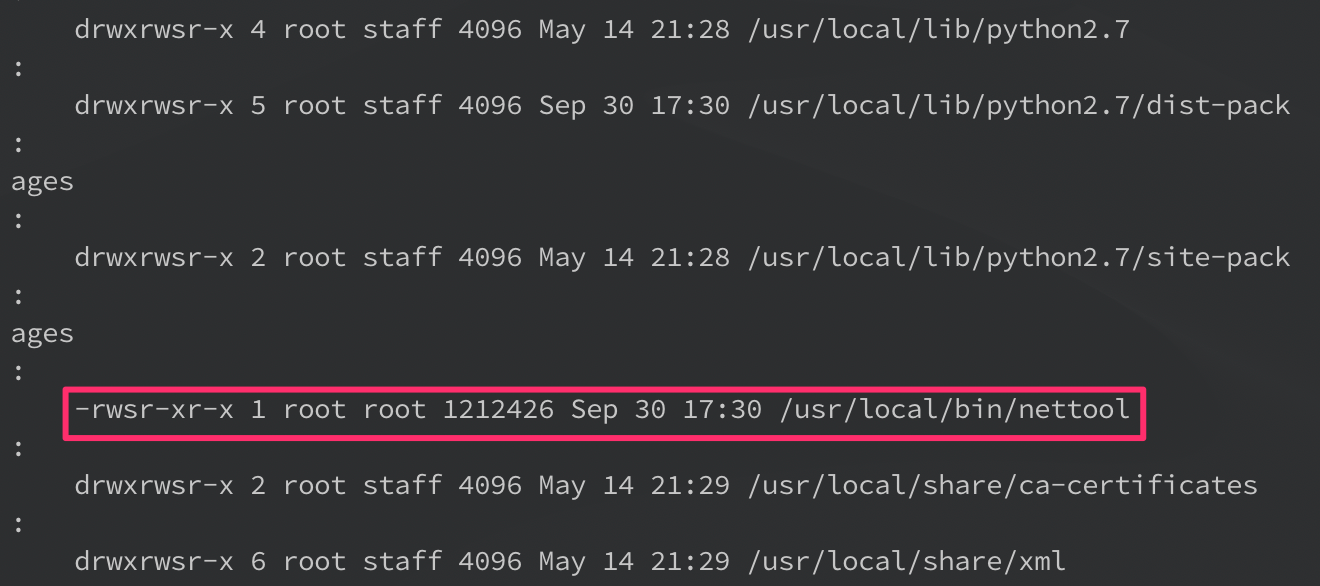 drwxrwsr-x 4 root staff 4096 May 14 21:28 /usr/local/lib/python2.7
:
drwxrwsr-x 5 root staff 4096 Sep 30 17:30 /usr/local/lib/python2.7/dist-pack
:
ages
:
drwxrwsr-x 2 root staff 4096 May 14 21:28 /usr/local/lib/python2.7/site-pack
:
ages
:
-rwsr-xr-x 1 root root 1212426 Sep 30 17:30 /usr/local/bin/nettool
:
drwxrwsr-x 2 root staff 4096 May 14 21:29 /usr/local/share/ca-certificates
:
drwxrwsr-x 6 root staff 4096 May 14 21:29 /usr/local/share/xml